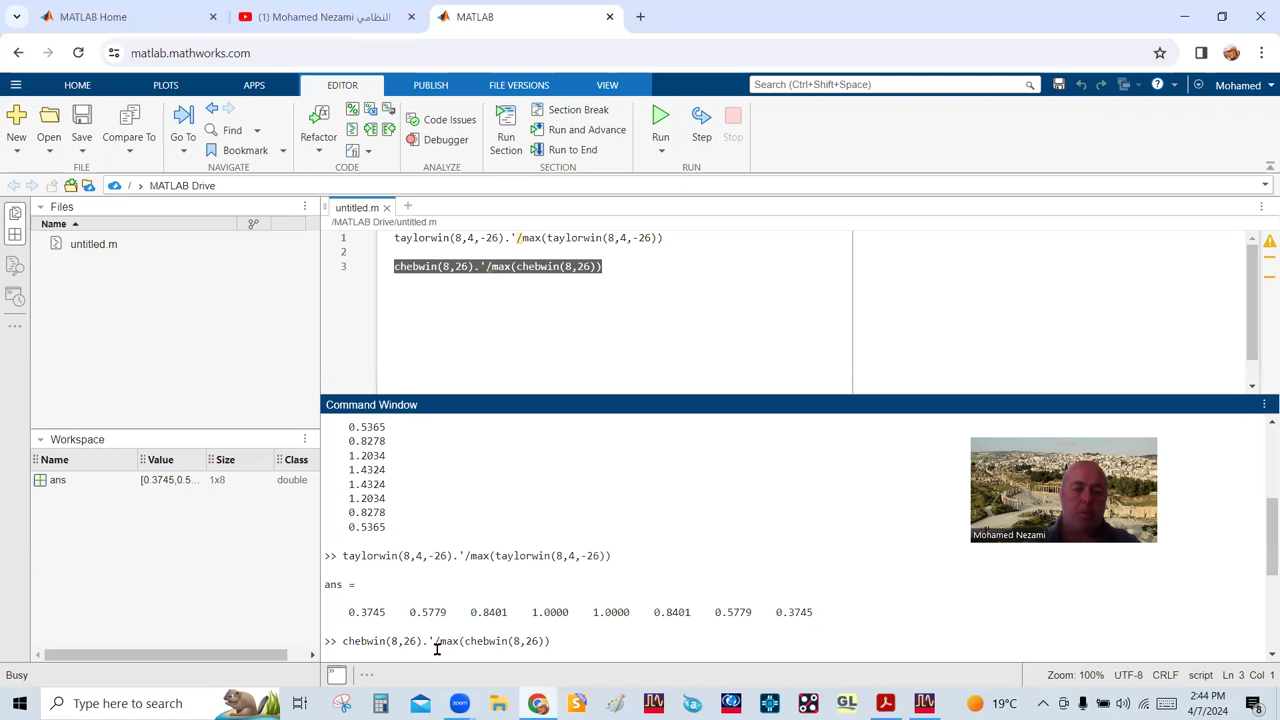 MATLAB Home
(1) Mohamed Nezami النظامي
MATLAB
matlab.mathworks.com
HOME PLOTS APPS EDITOR PUBLISH FILE VERSIONS VIEW
Search (Ctrl+Shift+Space)
Mohamed
New Open Save Compare To
Go To Find Bookmark
Refactor
Code Issues
Debugger
Run Section
Section Break
Run and Advance
Run to End
Run Step Stop
FILE NAVIGATE CODE ANALYZE SECTION RUN
/ › MATLAB Drive
Files
Name
untitled.m
untitled.m
/MATLAB Drive/untitled.m
1 taylorwin(8,4,-26).'/max(taylorwin(8,4,-26))
2
3 chebwin(8,26).'/max(chebwin(8,26))
Workspace
Name Value Size Class
ans [0.3745,0.5... 1x8 double
Command Window
0.5365
0.8278
1.2034
1.4324
1.4324
1.2034
0.8278
0.5365
>> taylorwin(8,4,-26).'/max(taylorwin(8,4,-26))
ans =
0.3745 0.5779 0.8401 1.0000 1.0000 0.8401 0.5779 0.3745
>> chebwin(8,26).'/max(chebwin(8,26))
Mohamed Nezami
Busy
Zoom: 100% UTF-8 CRLF script Ln 3 Col 1
Type here to search
19°C
2:44 PM
4/7/2024
8